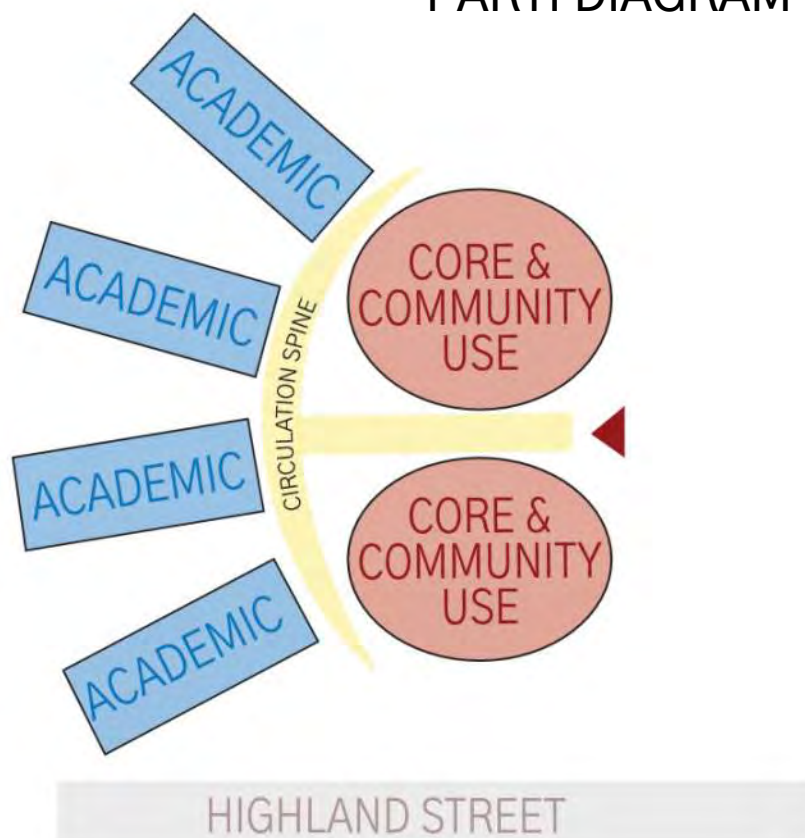 PARTI DIAGRAM
ACADEMIC
ACADEMIC
ACADEMIC
ACADEMIC
CIRCULATION SPINE
CORE &
COMMUNITY
USE
CORE &
COMMUNITY
USE
HIGHLAND STREET